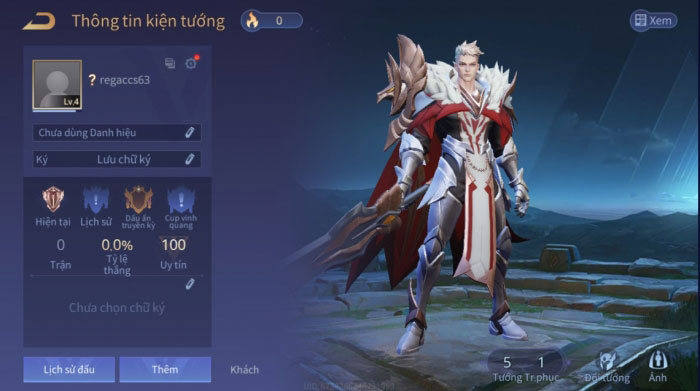 Thông tin kiện tướng
0
Xem
? regaccs63
Lv.4
Chưa dùng Danh hiệu
Ký Lưu chữ ký
Hiện tại Lịch sử Dấu ấn truyền kỳ Cup vinh quang
0 0,0% 100
Trận Tỷ lệ thắng Uy tín
Chưa chọn chữ ký
Lịch sử đấu Thêm Khách
5 1
Tướng Tr.phục Ảnh